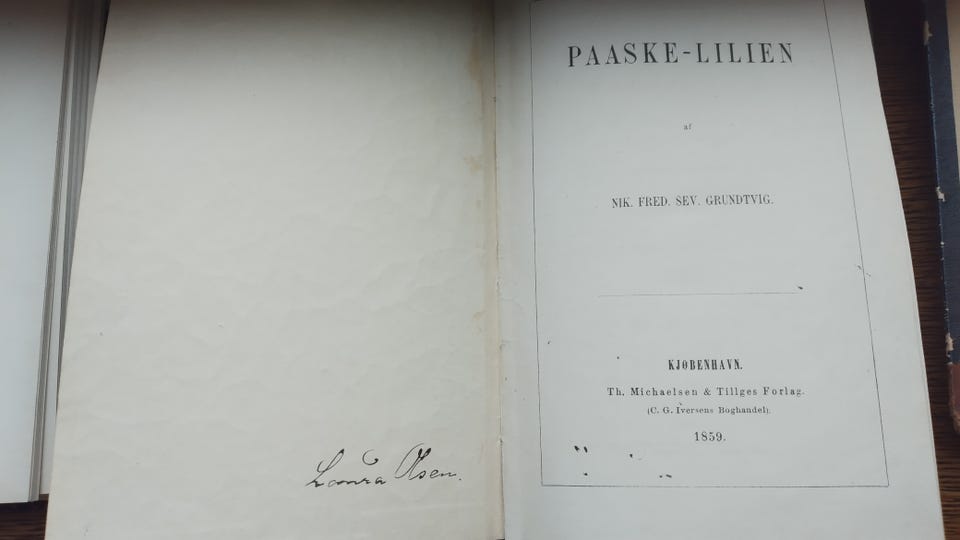 Laura Olsen.
PAASKE-LILIEN
af
NIK. FRED. SEV. GRUNDTVIG.
KJØBENHAVN.
Th. Michaelsen & Tillges Forlag.
(C. G. Iversens Boghandel).
1859.